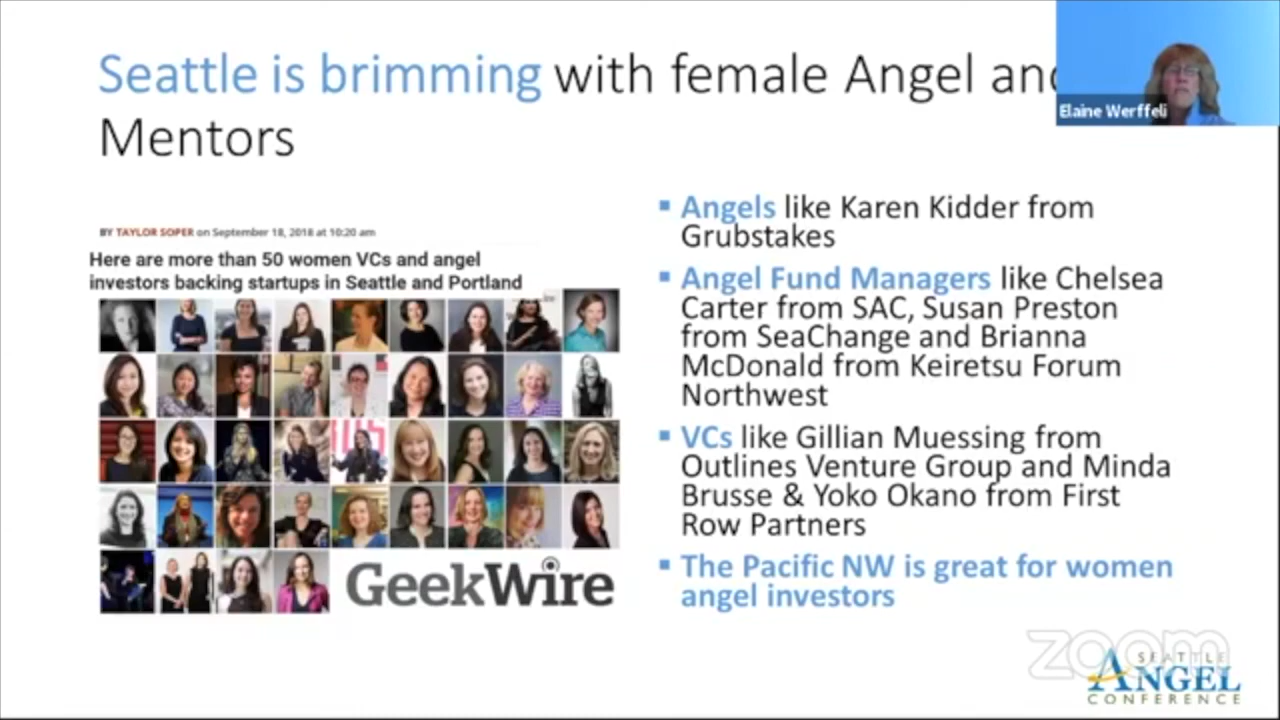 Seattle is brimming with female Angel and
Mentors
Elaine Werffeli
BY TAYLOR SOPER on September 18, 2018 at 10:20 am
Here are more than 50 women VCs and angel
investors backing startups in Seattle and Portland
GeekWire
▪ Angels like Karen Kidder from
Grubstakes
▪ Angel Fund Managers like Chelsea
Carter from SAC, Susan Preston
from SeaChange and Brianna
McDonald from Keiretsu Forum
Northwest
▪ VCs like Gillian Muessing from
Outlines Venture Group and Minda
Brusse & Yoko Okano from First
Row Partners
▪ The Pacific NW is great for women
angel investors
zoom
SEATTLE
ANGEL
CONFERENCE